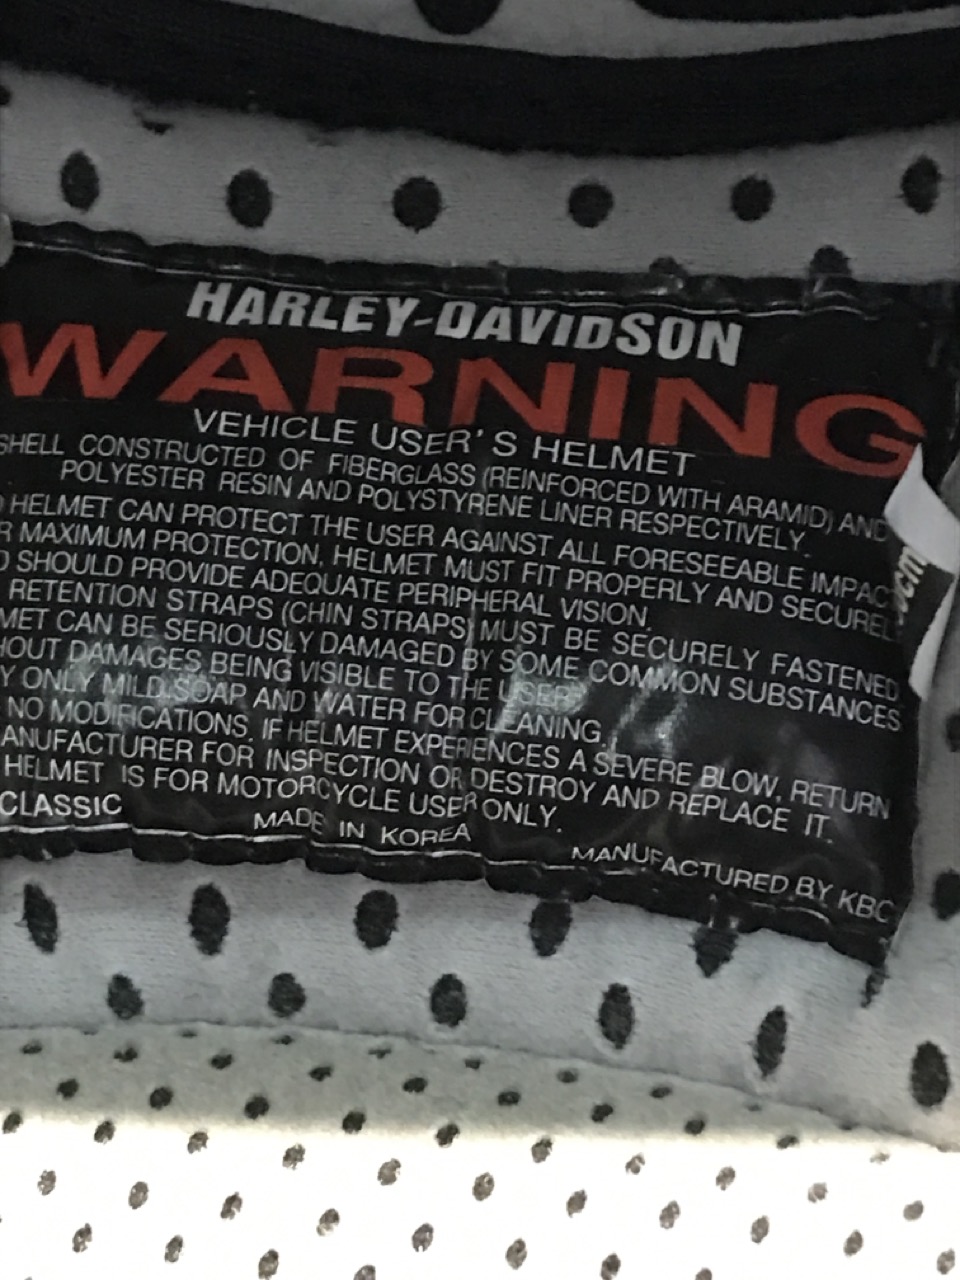 HARLEY-DAVIDSON
WARNING
VEHICLE USER'S HELMET
SHELL CONSTRUCTED OF FIBERGLASS (REINFORCED WITH ARAMID) AND
POLYESTER RESIN AND POLYSTYRENE LINER RESPECTIVELY.
HELMET CAN PROTECT THE USER AGAINST ALL FORESEEABLE IMPAC
R MAXIMUM PROTECTION, HELMET MUST FIT PROPERLY AND SECUREL
D SHOULD PROVIDE ADEQUATE PERIPHERAL VISION.
RETENTION STRAPS (CHIN STRAPS) MUST BE SECURELY FASTENED
MET CAN BE SERIOUSLY DAMAGED BY SOME COMMON SUBSTANCES
HOUT DAMAGES BEING VISIBLE TO THE USER
Y ONLY MILD SOAP AND WATER FOR CLEANING.
NO MODIFICATIONS. IF HELMET EXPERIENCES A SEVERE BLOW, RETURN
ANUFACTURER FOR INSPECTION OR DESTROY AND REPLACE IT.
HELMET IS FOR MOTORCYCLE USER ONLY.
CLASSIC
MADE IN KOREA
MANUFACTURED BY KBC
cm